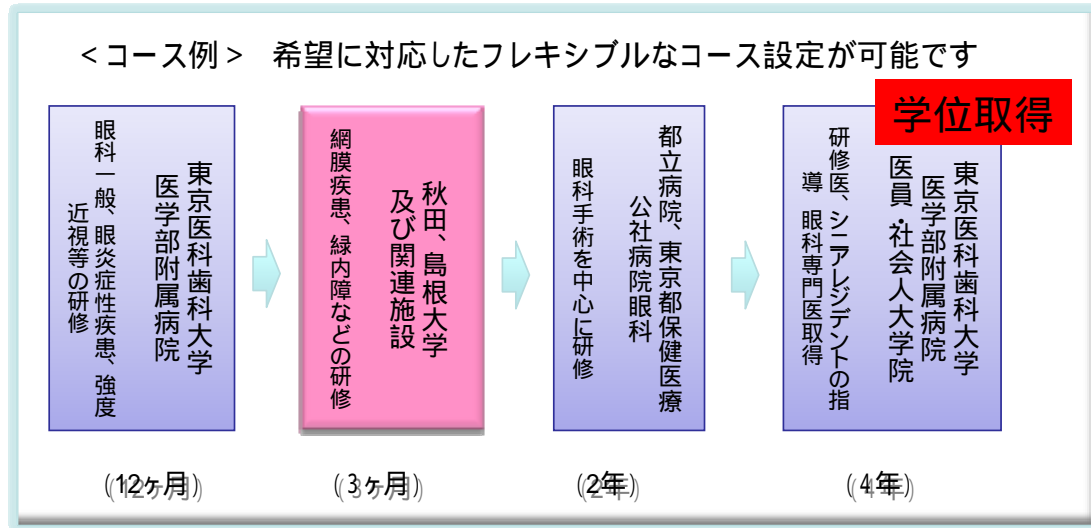 ＜コース例＞　希望に対応したフレキシブルなコース設定が可能です
学位取得
東京医科歯科大学
医学部附属病院
眼科一般、眼炎症性疾患、強度
近視等の研修
(12ヶ月)
秋田、島根大学
及び関連施設
網膜疾患、緑内障などの研修
(3ヶ月)
都立病院、東京都保健医療
公社病院眼科
眼科手術を中心に研修
(2年)
東京医科歯科大学
医学部附属病院
医員・社会人大学院
研修医、シニアレジデントの指
導　眼科専門医取得
(4年)